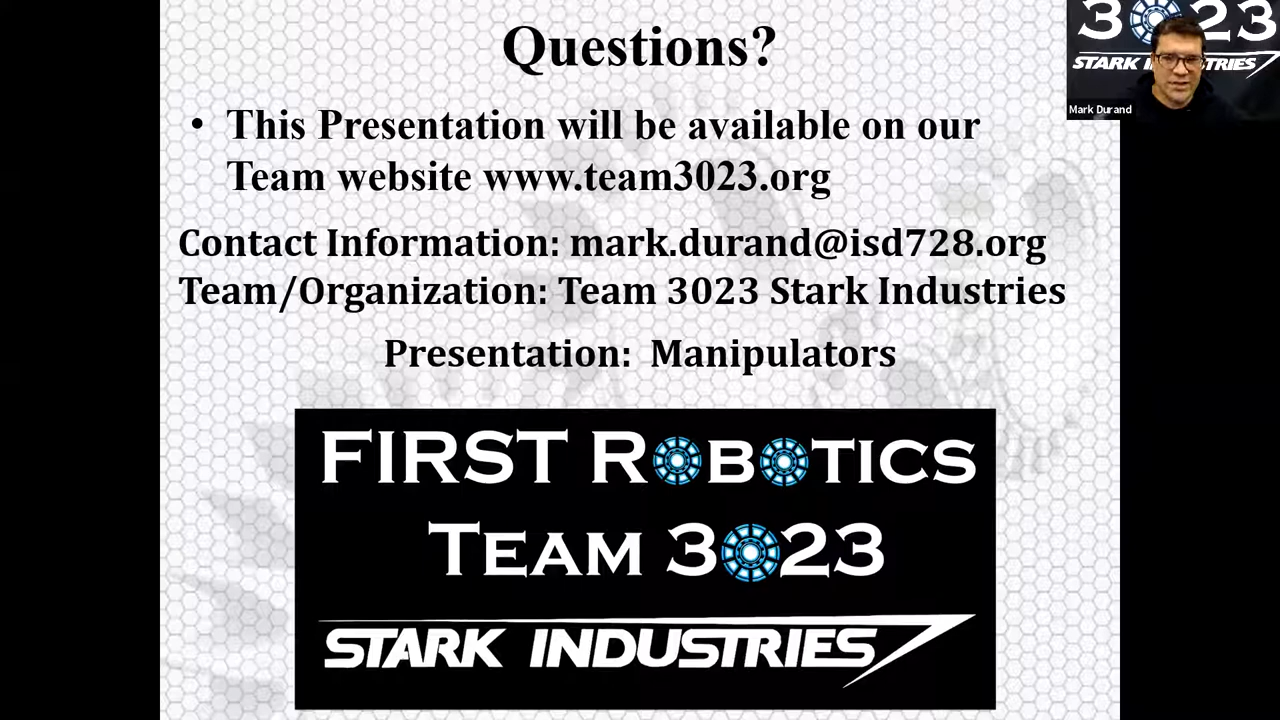 Questions?
• This Presentation will be available on our
Team website www.team3023.org
Contact Information: mark.durand@isd728.org
Team/Organization: Team 3023 Stark Industries
Presentation: Manipulators
FIRST ROBOTICS
TEAM 3023
STARK INDUSTRIES
3023
STARK INDUSTRIES
Mark Durand